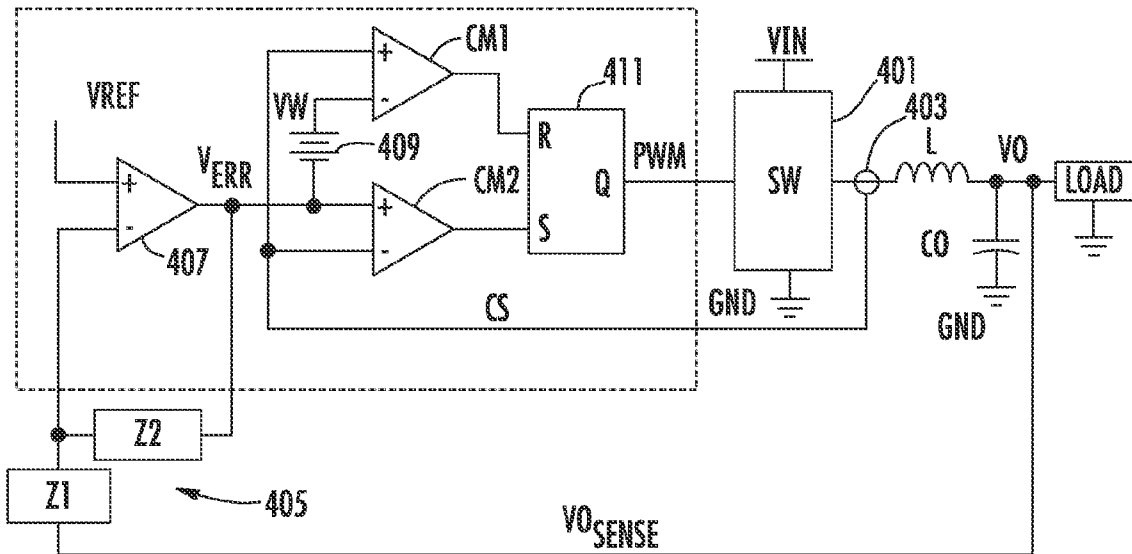 CM1
VIN
401
411
403
VREF
VW
L
VO
+
-
R
PWM
409
VERR
CM2
SW
LOAD
+
-
Q
+
-
S
407
CO
CS
GND
GND
Z2
Z1
405
VOSENSE